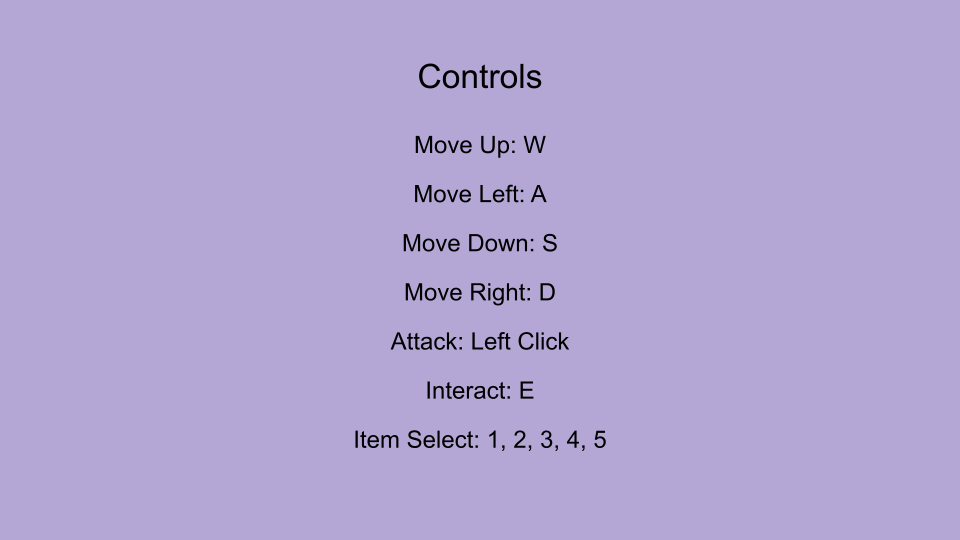 Controls
Move Up: W
Move Left: A
Move Down: S
Move Right: D
Attack: Left Click
Interact: E
Item Select: 1, 2, 3, 4, 5